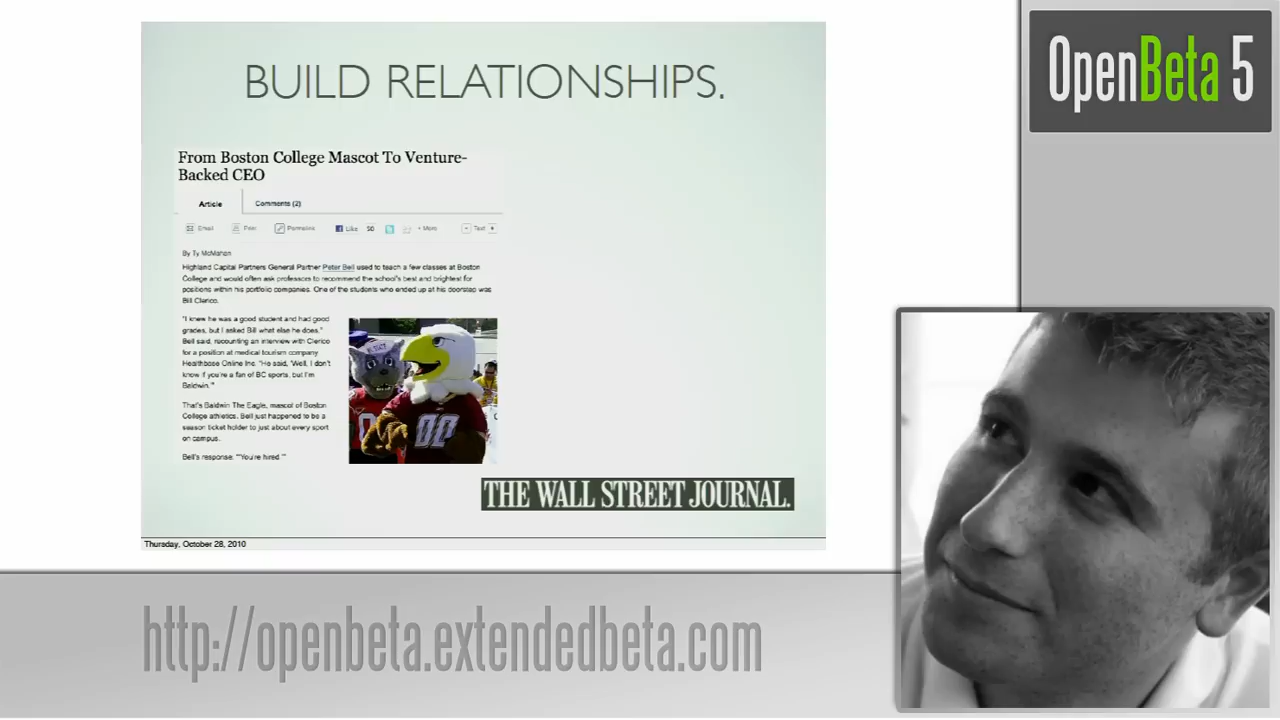 BUILD RELATIONSHIPS.
OpenBeta 5
From Boston College Mascot To Venture-
Backed CEO
Article
Comments (2)
Email
Permalink
Like
+ More
Text
By Ty McMahan
Highland Capital Partners General Partner Peter Bell used to teach a few classes at Boston
College and would often ask professors to recommend the school's best and brightest for
positions within his portfolio companies. One of the students who ended up at his doorstep was
Bill Clerico.
"I knew he was a good student and had good
grades, but I asked Bill what else he does,"
Bell said, recounting an interview with Clerico
for a position at medical tourism company
Healthbase Online Inc. "He said, 'Well, I don't
know if you're a fan of BC sports, but I'm
Baldwin.'"
That's Baldwin The Eagle, mascot of Boston
College athletics. Bell just happened to be a
season ticket holder to just about every sport
on campus.
Bell's response: "'You're hired.'"
00
THE WALL STREET JOURNAL.
Thursday, October 28, 2010
http://openbeta.extendedbeta.com